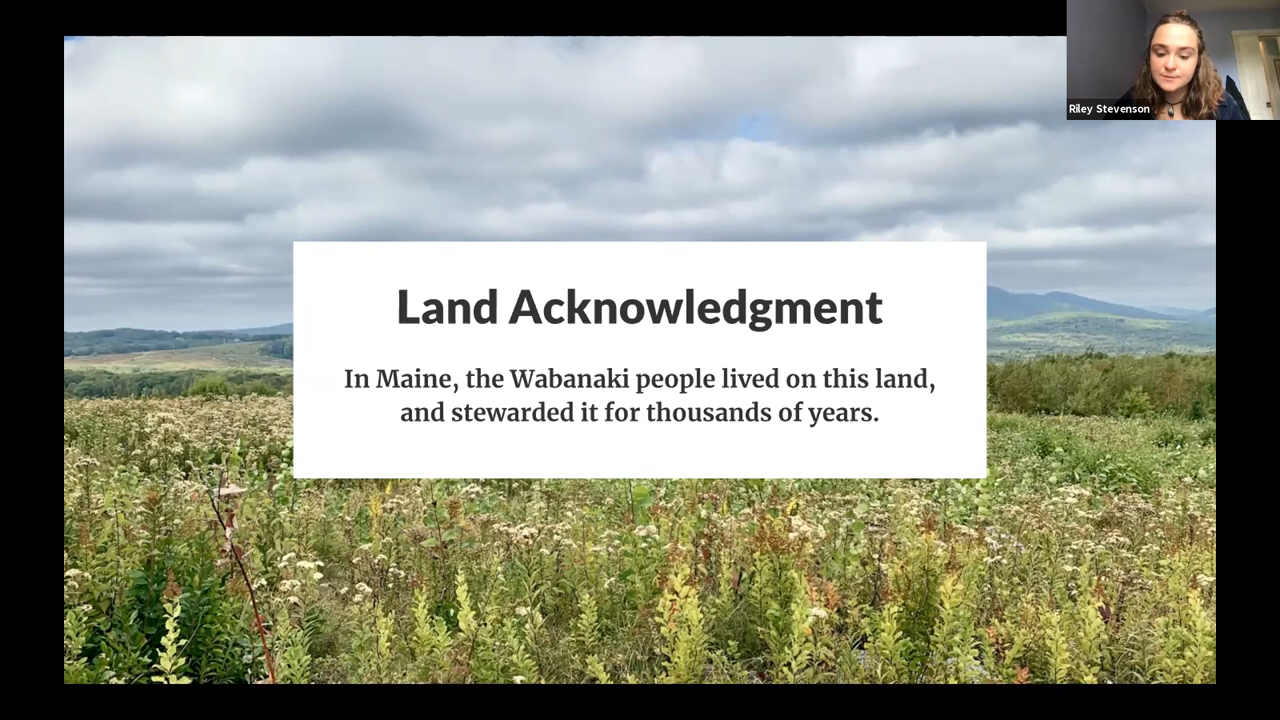 Riley Stevenson
Land Acknowledgment
In Maine, the Wabanaki people lived on this land,
and stewarded it for thousands of years.